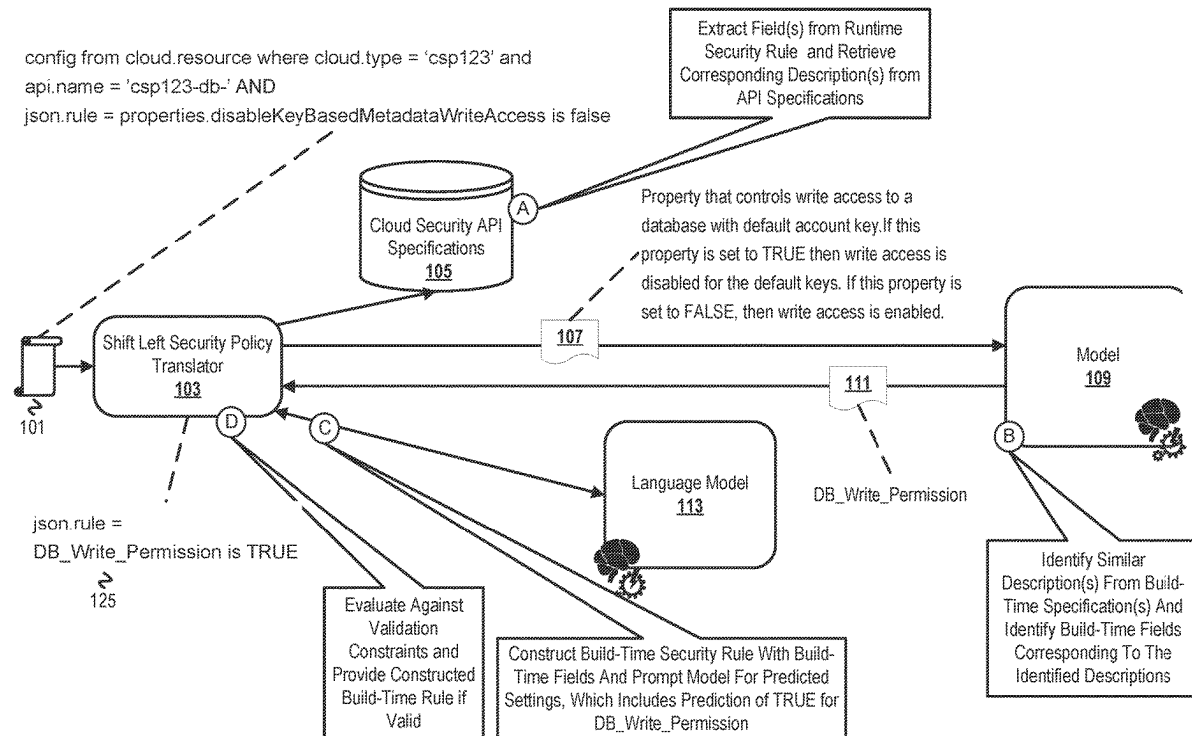 config from cloud.resource where cloud.type = ‘csp123’ and
api.name = ‘csp123-db-’ AND
json.rule = properties.disableKeyBasedMetadataWriteAccess is false
Extract Field(s) from Runtime
Security Rule and Retrieve
Corresponding Description(s) from
API Specifications
A
Cloud Security API
Specifications
105
Property that controls write access to a
database with default account key.If this
property is set to TRUE then write access is
disabled for the default keys. If this property is
set to FALSE, then write access is enabled.
101
Shift Left Security Policy
Translator
103
107
111
Model
109
D
C
B
Language Model
113
DB_Write_Permission
json.rule =
DB_Write_Permission is TRUE
125
Evaluate Against
Validation
Constraints and
Provide Constructed
Build-Time Rule if
Valid
Construct Build-Time Security Rule With Build-
Time Fields And Prompt Model For Predicted
Settings, Which Includes Prediction of TRUE for
DB_Write_Permission
Identify Similar
Description(s) From Build-
Time Specification(s) And
Identify Build-Time Fields
Corresponding To The
Identified Descriptions